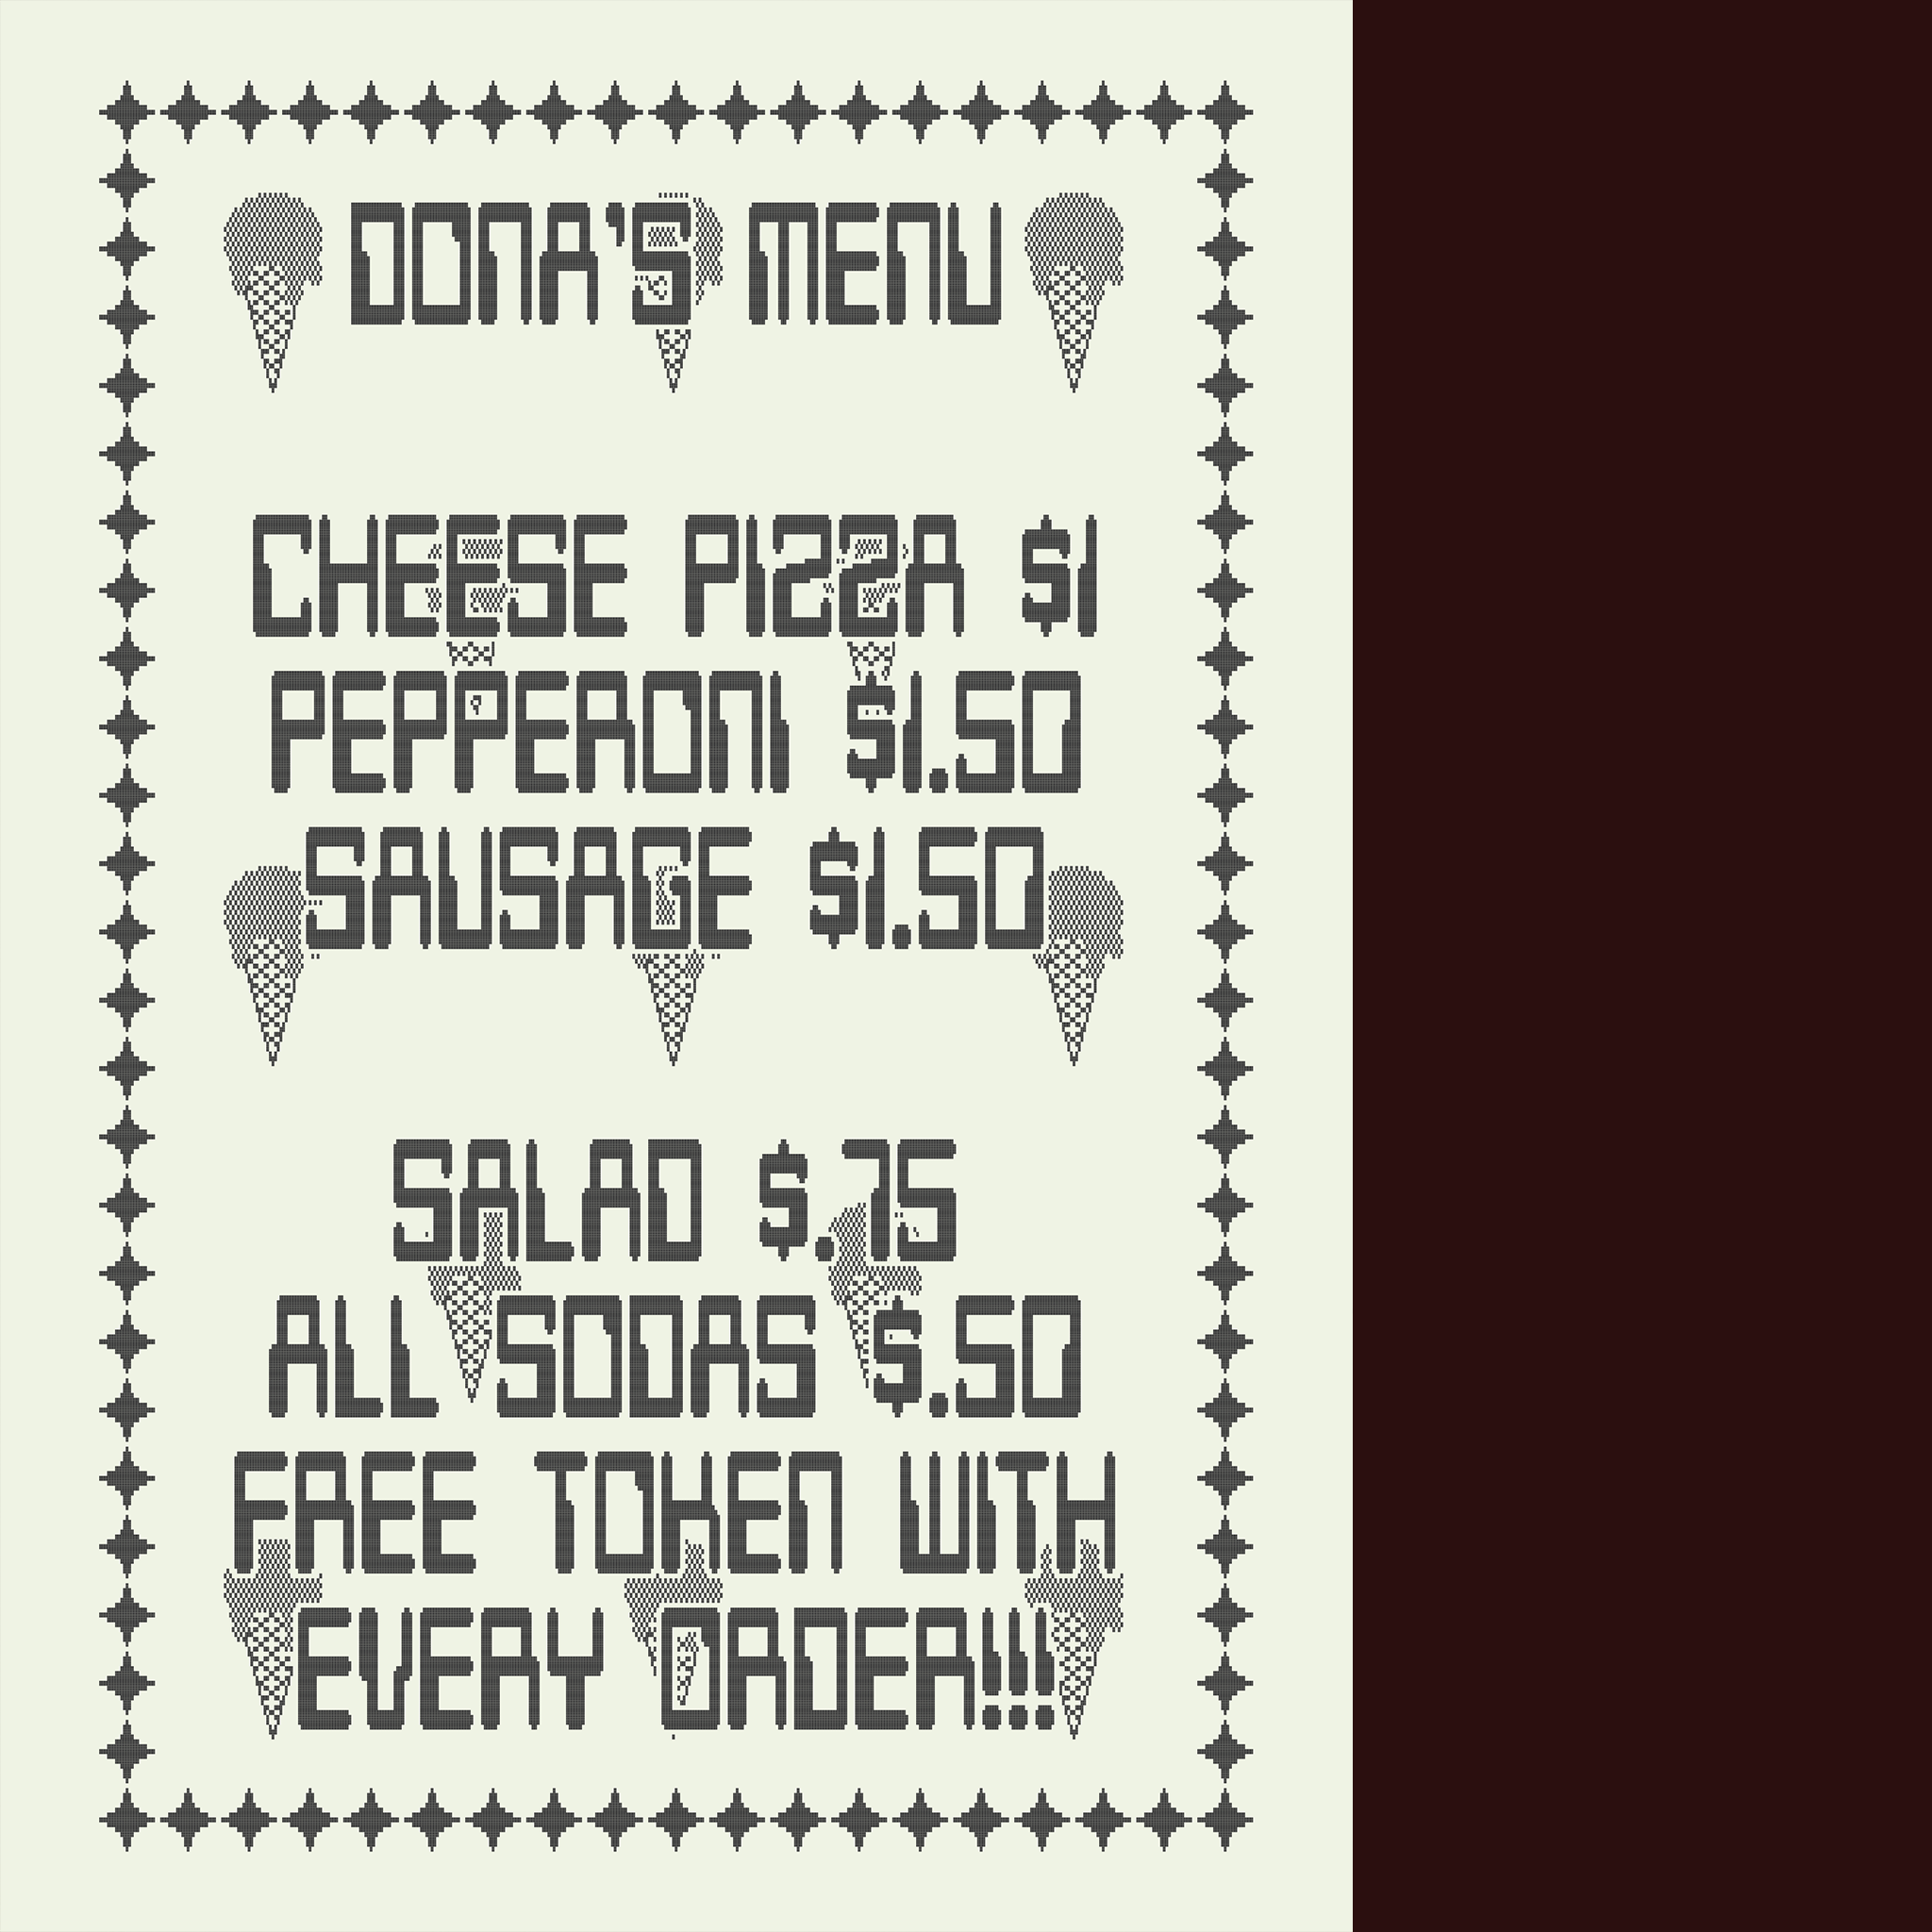 DONA'S MENU
CHEESE PIZZA $1
PEPPERONI $1.50
SAUSAGE $1.50
SALAD $.75
ALL SODAS $.50
FREE TOKEN WITH
EVERY ORDER!!!